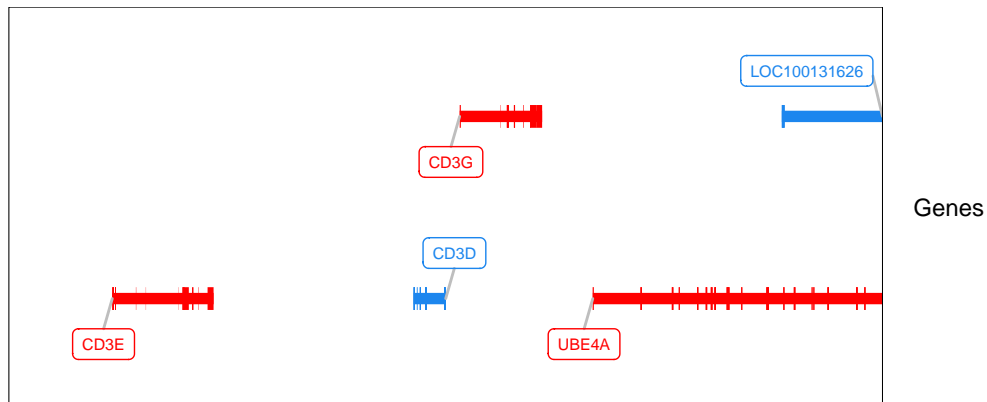 LOC100131626
CD3G
Genes
CD3D
CD3E
UBE4A